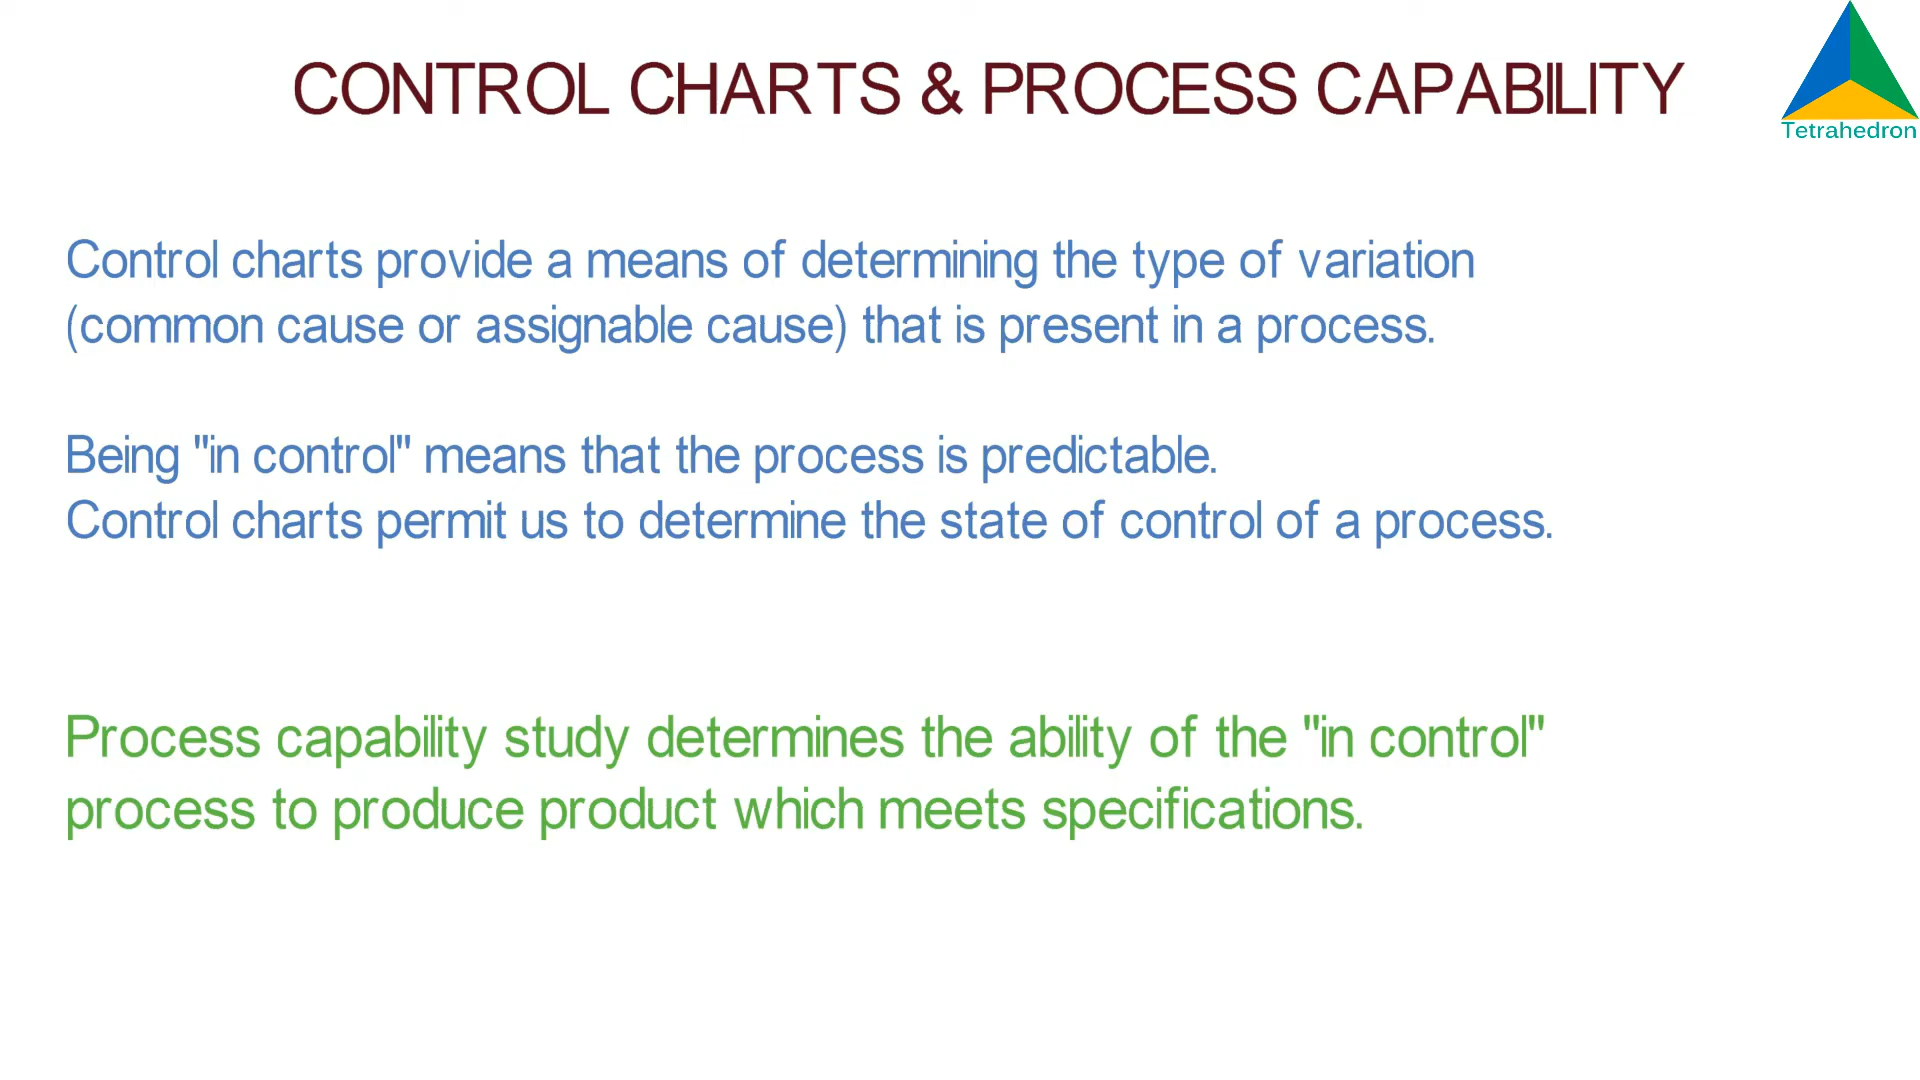 CONTROL CHARTS & PROCESS CAPABILITY
Tetrahedron
Control charts provide a means of determining the type of variation
(common cause or assignable cause) that is present in a process.
Being "in control" means that the process is predictable.
Control charts permit us to determine the state of control of a process.
Process capability study determines the ability of the "in control"
process to produce product which meets specifications.